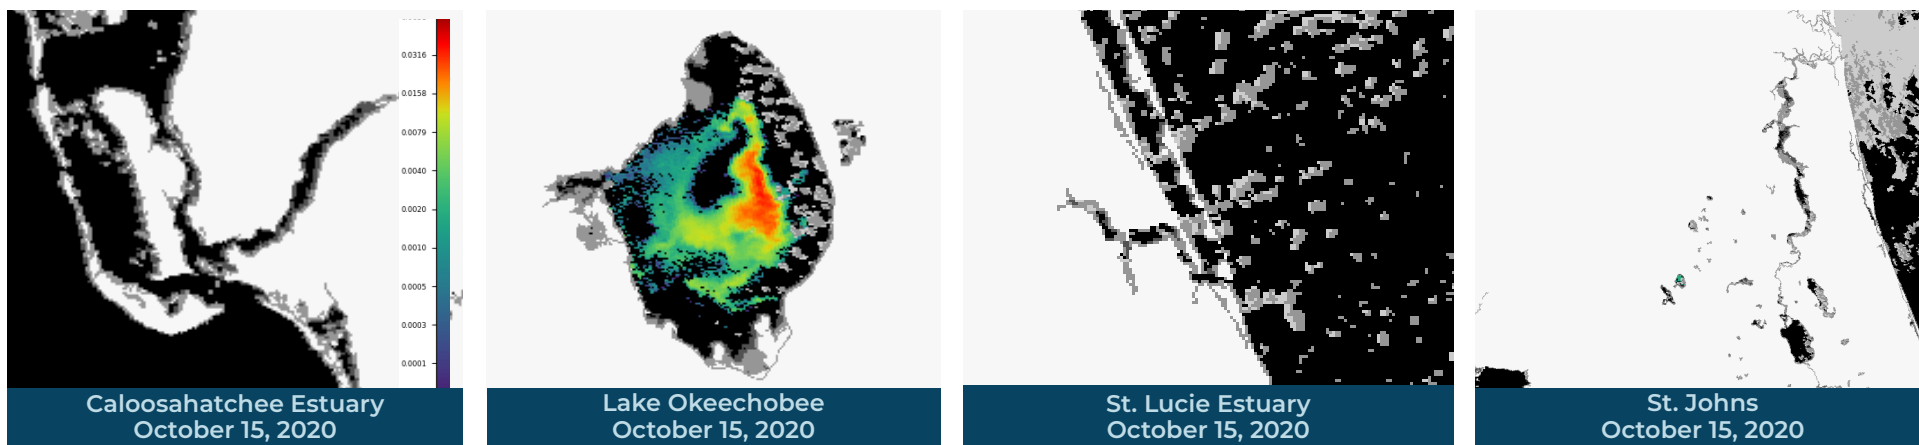 0.0316
0.0158
0.0079
0.0040
0.0020
0.0010
0.0005
0.0003
0.0001
Caloosahatchee Estuary
October 15, 2020
Lake Okeechobee
October 15, 2020
St. Lucie Estuary
October 15, 2020
St. Johns
October 15, 2020